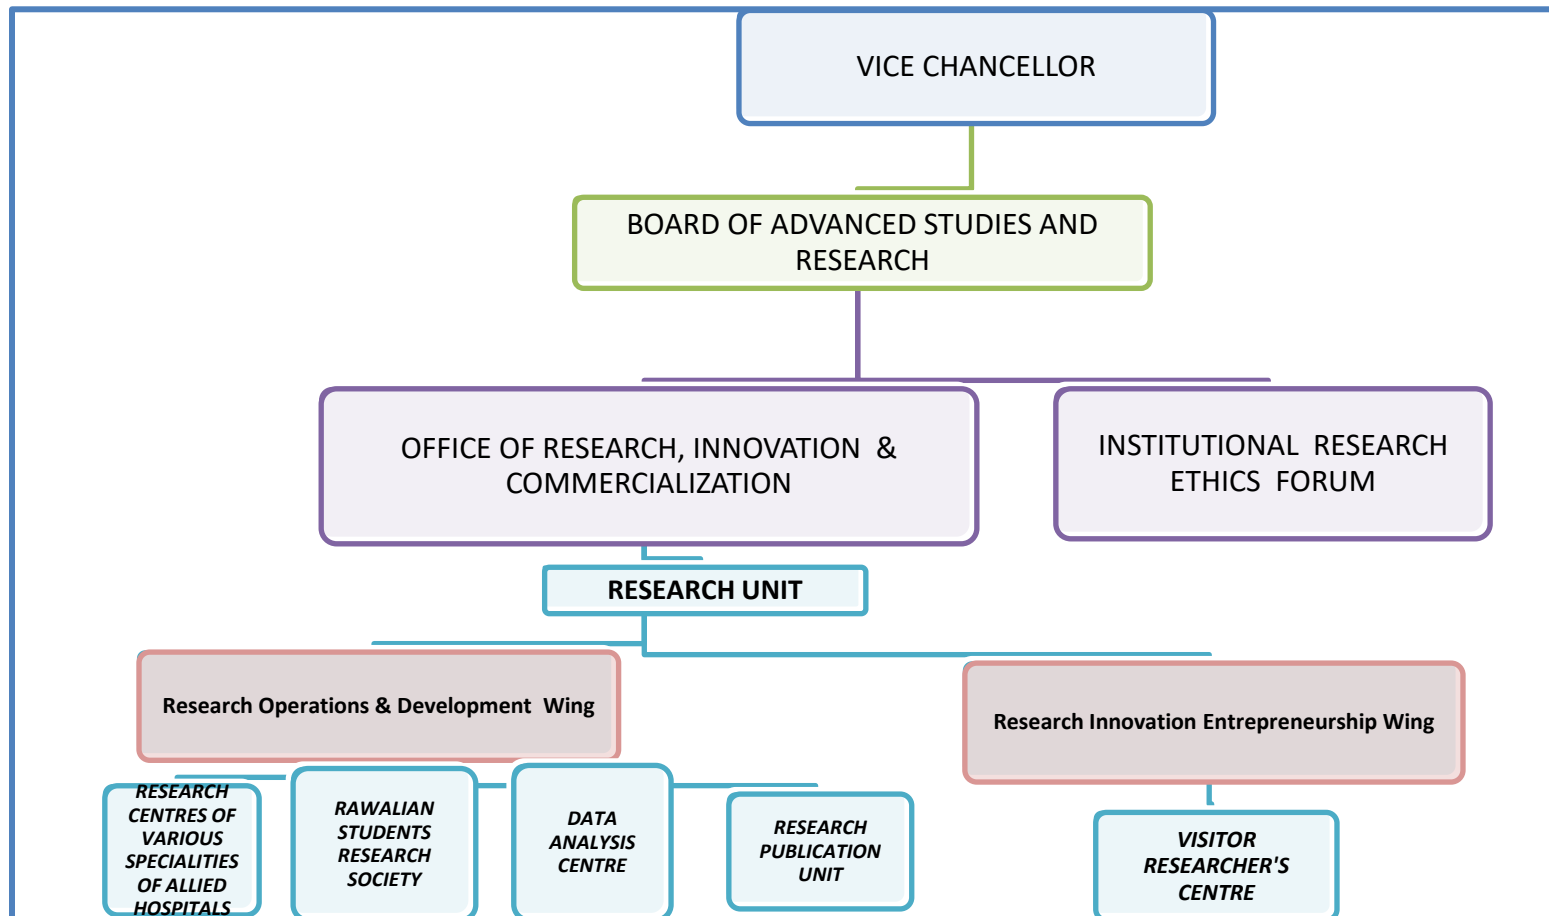 VICE CHANCELLOR
BOARD OF ADVANCED STUDIES AND
RESEARCH
OFFICE OF RESEARCH, INNOVATION &
COMMERCIALIZATION
INSTITUTIONAL RESEARCH
ETHICS FORUM
RESEARCH UNIT
Research Operations & Development Wing
Research Innovation Entrepreneurship Wing
RESEARCH
CENTRES OF
VARIOUS
SPECIALITIES
OF ALLIED
HOSPITALS
RAWALIAN
STUDENTS
RESEARCH
SOCIETY
DATA
ANALYSIS
CENTRE
RESEARCH
PUBLICATION
UNIT
VISITOR
RESEARCHER'S
CENTRE